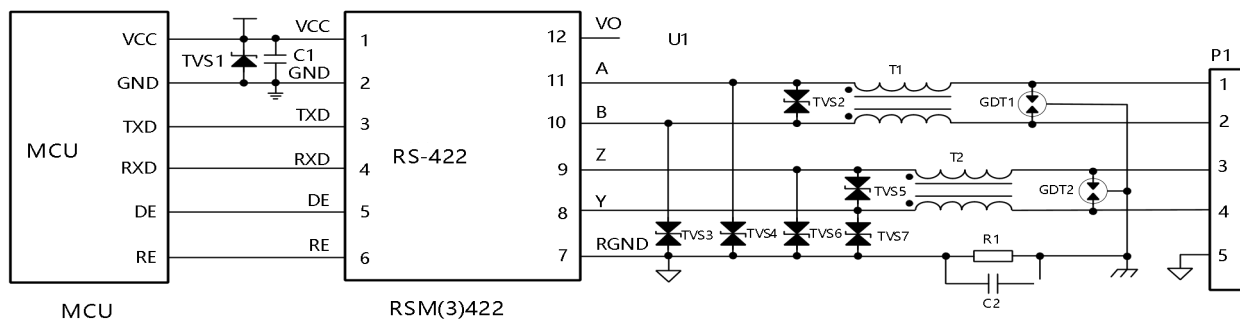 VCC
VCC
1
12
VO
U1
TVS1
C1
P1
GND
GND
2
11
A
TVS2
T1
GDT1
1
TXD
TXD
3
10
B
2
MCU
RS-422
RXD
RXD
4
9
Z
T2
3
TVS5
GDT2
DE
DE
5
8
Y
4
TVS3
TVS4
TVS6
TVS7
RE
RE
6
7
RGND
R1
5
C2
MCU
RSM(3)422